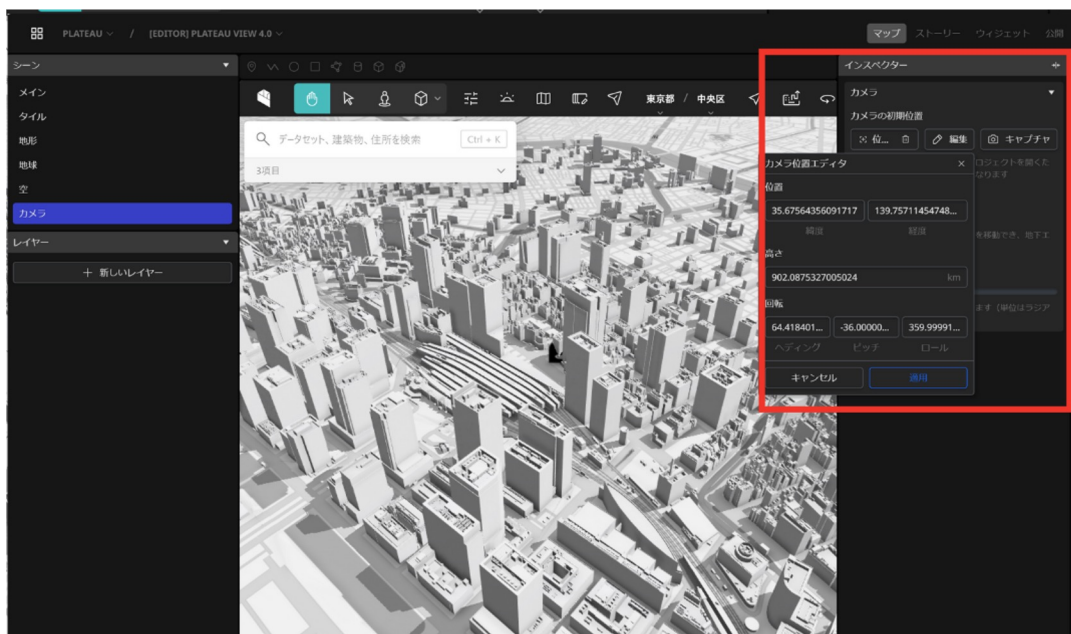 PLATEAU / [EDITOR] PLATEAU VIEW 4.0
マップ ストーリー ウィジェット 公開
シーン
メイン
タイル
地形
地球
空
カメラ
レイヤー
+ 新しいレイヤー
東京都 / 中央区
データセット、建築物、住所を検索 Ctrl + K
3項目
インスペクター
カメラ
カメラの初期位置
位... 編集 キャプチャ
ロジェクトを開くた
なります
カメラ位置エディタ
位置
35.67564356091717 139.75711454748...
緯度 経度
を移動でき、地下エ
高さ
902.0875327005024 km
回転
ます（単位はラジア
64.418401... -36.00000... 359.99991...
ヘディング ピッチ ロール
キャンセル 適用